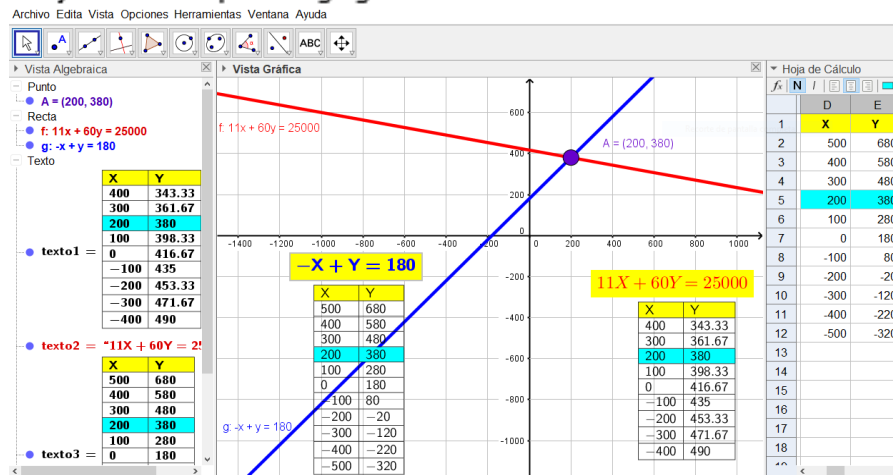 Archivo Edita Vista Opciones Herramientas Ventana Ayuda
A
ABC
Vista Algebraica
Punto
A = (200, 380)
Recta
f: 11x + 60y = 25000
g: -x + y = 180
Texto
texto1 =
X Y
400 343.33
300 361.67
200 380
100 398.33
0 416.67
−100 435
−200 453.33
−300 471.67
−400 490
texto2 = “11X + 60Y = 2
texto3 =
X Y
500 680
400 580
300 480
200 380
100 280
0 180
Vista Gráfica
f: 11x + 60y = 25000
A = (200, 380)
600
400
200
0
-200
-400
-600
-800
-1000
-1400 -1200 -1000 -800 -600 -400 -200 0 200 400 600 800 1000
−X + Y = 180
X Y
500 680
400 580
300 480
200 380
100 280
0 180
−100 80
−200 −20
−300 −120
−400 −220
−500 −320
g: -x + y = 180
11X + 60Y = 25000
X Y
400 343.33
300 361.67
200 380
100 398.33
0 416.67
−100 435
−200 453.33
−300 471.67
−400 490
Hoja de Cálculo
fx N I
D E
1 X Y
2 500 680
3 400 580
4 300 480
5 200 380
6 100 280
7 0 180
8 -100 80
9 -200 -20
10 -300 -120
11 -400 -220
12 -500 -320
13
14
15
16
17
18